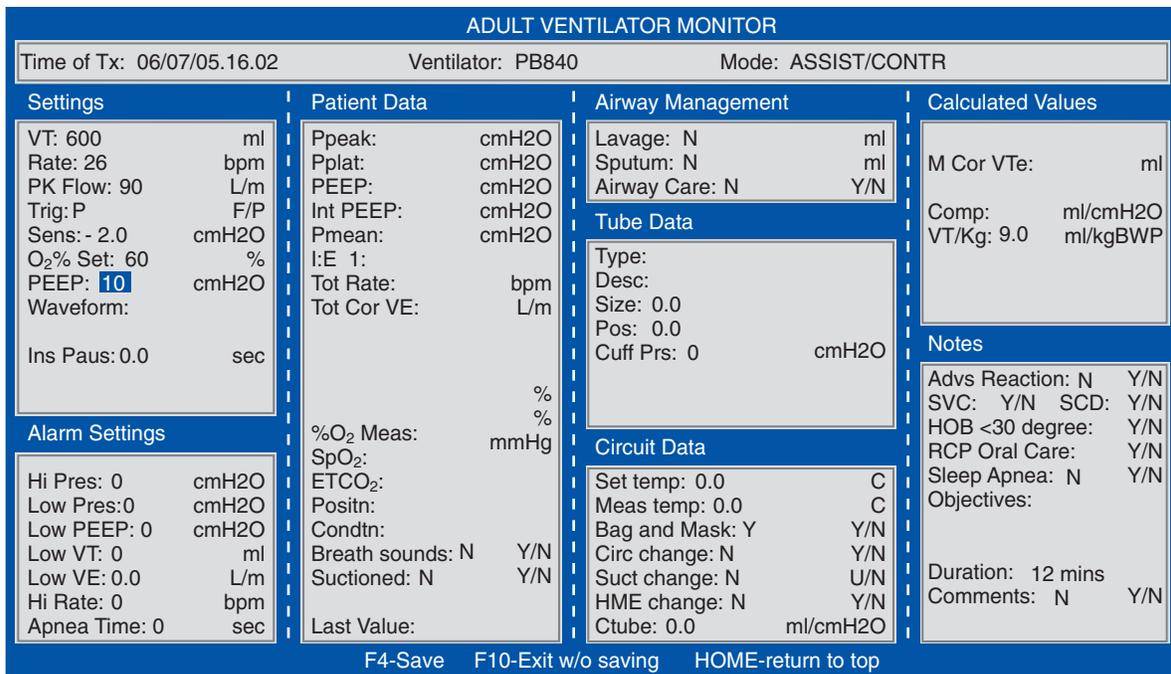 ADULT VENTILATOR MONITOR
Time of Tx: 06/07/05.16.02 Ventilator: PB840 Mode: ASSIST/CONTR
Settings
VT: 600 ml
Rate: 26 bpm
PK Flow: 90 L/m
Trig: P F/P
Sens: - 2.0 cmH2O
O₂% Set: 60 %
PEEP: 10 cmH2O
Waveform:
Ins Paus: 0.0 sec
Alarm Settings
Hi Pres: 0 cmH2O
Low Pres:0 cmH2O
Low PEEP: 0 cmH2O
Low VT: 0 ml
Low VE: 0.0 L/m
Hi Rate: 0 bpm
Apnea Time: 0 sec
Patient Data
Ppeak: cmH2O
Pplat: cmH2O
PEEP: cmH2O
Int PEEP: cmH2O
Pmean: cmH2O
I:E 1:
Tot Rate: bpm
Tot Cor VE: L/m
%
%
%O₂ Meas: mmHg
SpO₂:
ETCO₂:
Positn:
Condtn:
Breath sounds: N Y/N
Suctioned: N Y/N
Last Value:
Airway Management
Lavage: N ml
Sputum: N ml
Airway Care: N Y/N
Tube Data
Type:
Desc:
Size: 0.0
Pos: 0.0
Cuff Prs: 0 cmH2O
Circuit Data
Set temp: 0.0 C
Meas temp: 0.0 C
Bag and Mask: Y Y/N
Circ change: N Y/N
Suct change: N U/N
HME change: N Y/N
Ctube: 0.0 ml/cmH2O
Calculated Values
M Cor VTe: ml
Comp: ml/cmH2O
VT/Kg: 9.0 ml/kgBWP
Notes
Advs Reaction: N Y/N
SVC: Y/N SCD: Y/N
HOB <30 degree: Y/N
RCP Oral Care: Y/N
Sleep Apnea: N Y/N
Objectives:
Duration: 12 mins
Comments: N Y/N
F4-Save F10-Exit w/o saving HOME-return to top